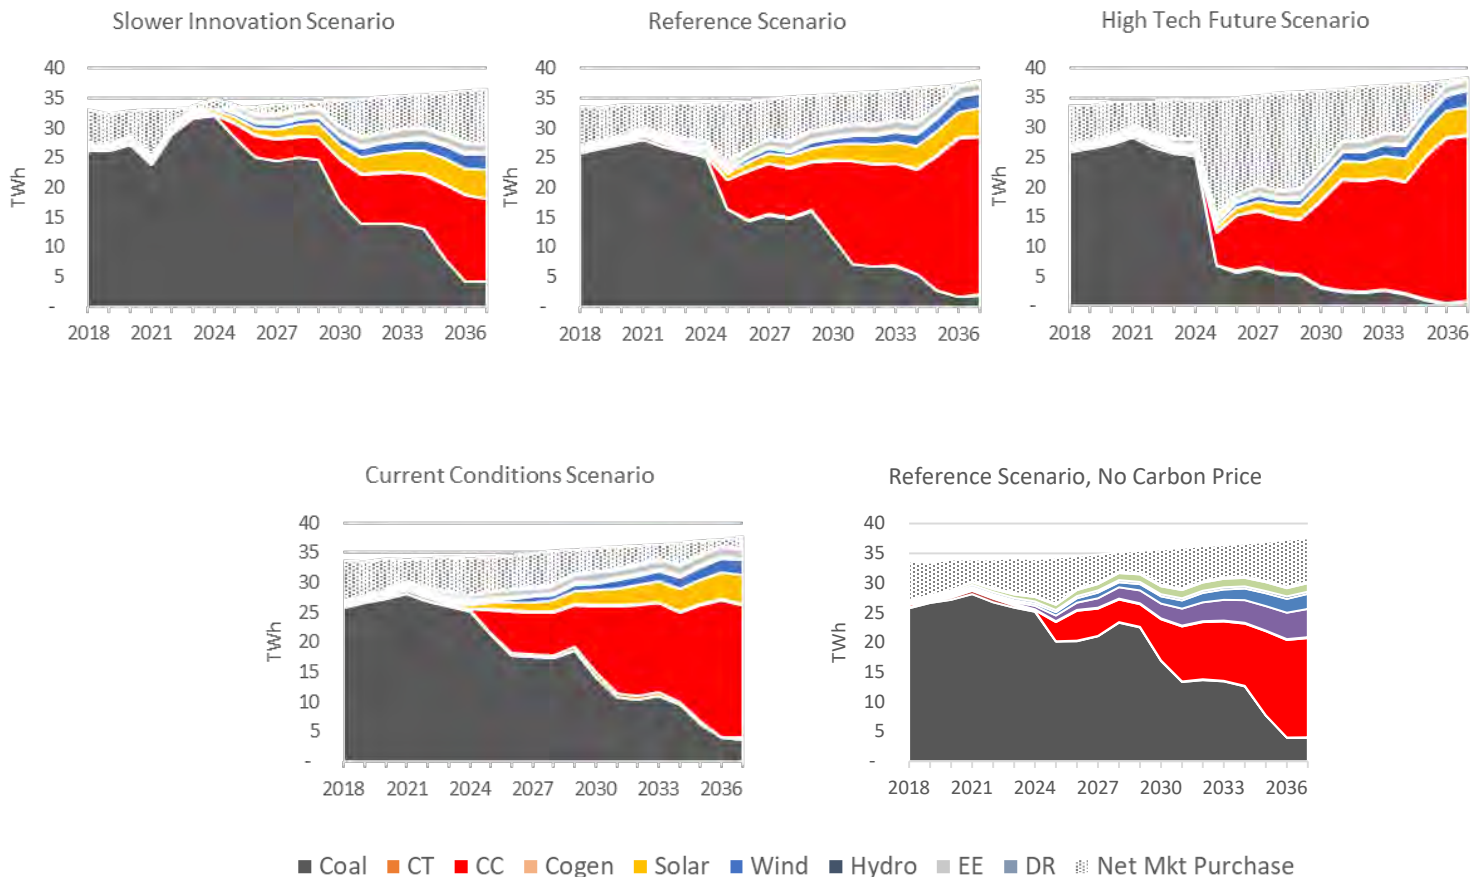 Slower Innovation Scenario
40
35
30
25
20
15
10
5
-
TWh
2018 2021 2024 2027 2030 2033 2036
Reference Scenario
40
35
30
25
20
15
10
5
-
TWh
2018 2021 2024 2027 2030 2033 2036
High Tech Future Scenario
40
35
30
25
20
15
10
5
-
TWh
2018 2021 2024 2027 2030 2033 2036
Current Conditions Scenario
40
35
30
25
20
15
10
5
-
TWh
2018 2021 2024 2027 2030 2033 2036
Reference Scenario, No Carbon Price
40
35
30
25
20
15
10
5
-
TWh
2018 2021 2024 2027 2030 2033 2036
Coal CT CC Cogen Solar Wind Hydro EE DR Net Mkt Purchase